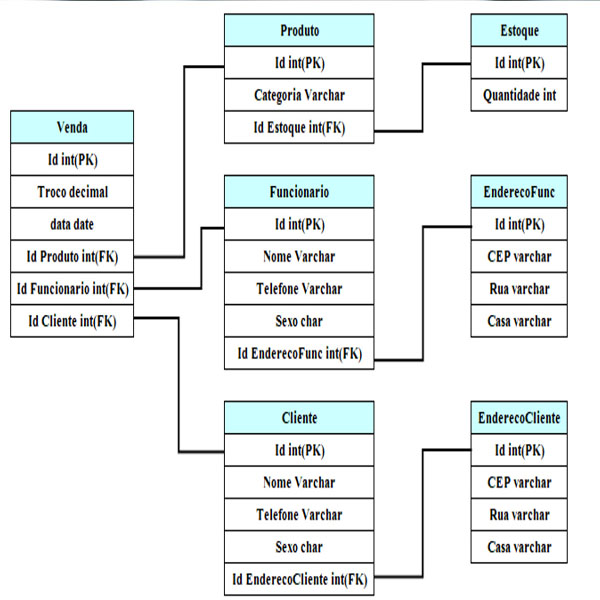 Venda
Id int(PK)
Troco decimal
data date
Id Produto int(FK)
Id Funcionario int(FK)
Id Cliente int(FK)
Produto
Id int(PK)
Categoria Varchar
Id Estoque int(FK)
Estoque
Id int(PK)
Quantidade int
Funcionario
Id int(PK)
Nome Varchar
Telefone Varchar
Sexo char
Id EnderecoFunc int(FK)
EnderecoFunc
Id int(PK)
CEP varchar
Rua varchar
Casa varchar
Cliente
Id int(PK)
Nome Varchar
Telefone Varchar
Sexo char
Id EnderecoCliente int(FK)
EnderecoCliente
Id int(PK)
CEP varchar
Rua varchar
Casa varchar